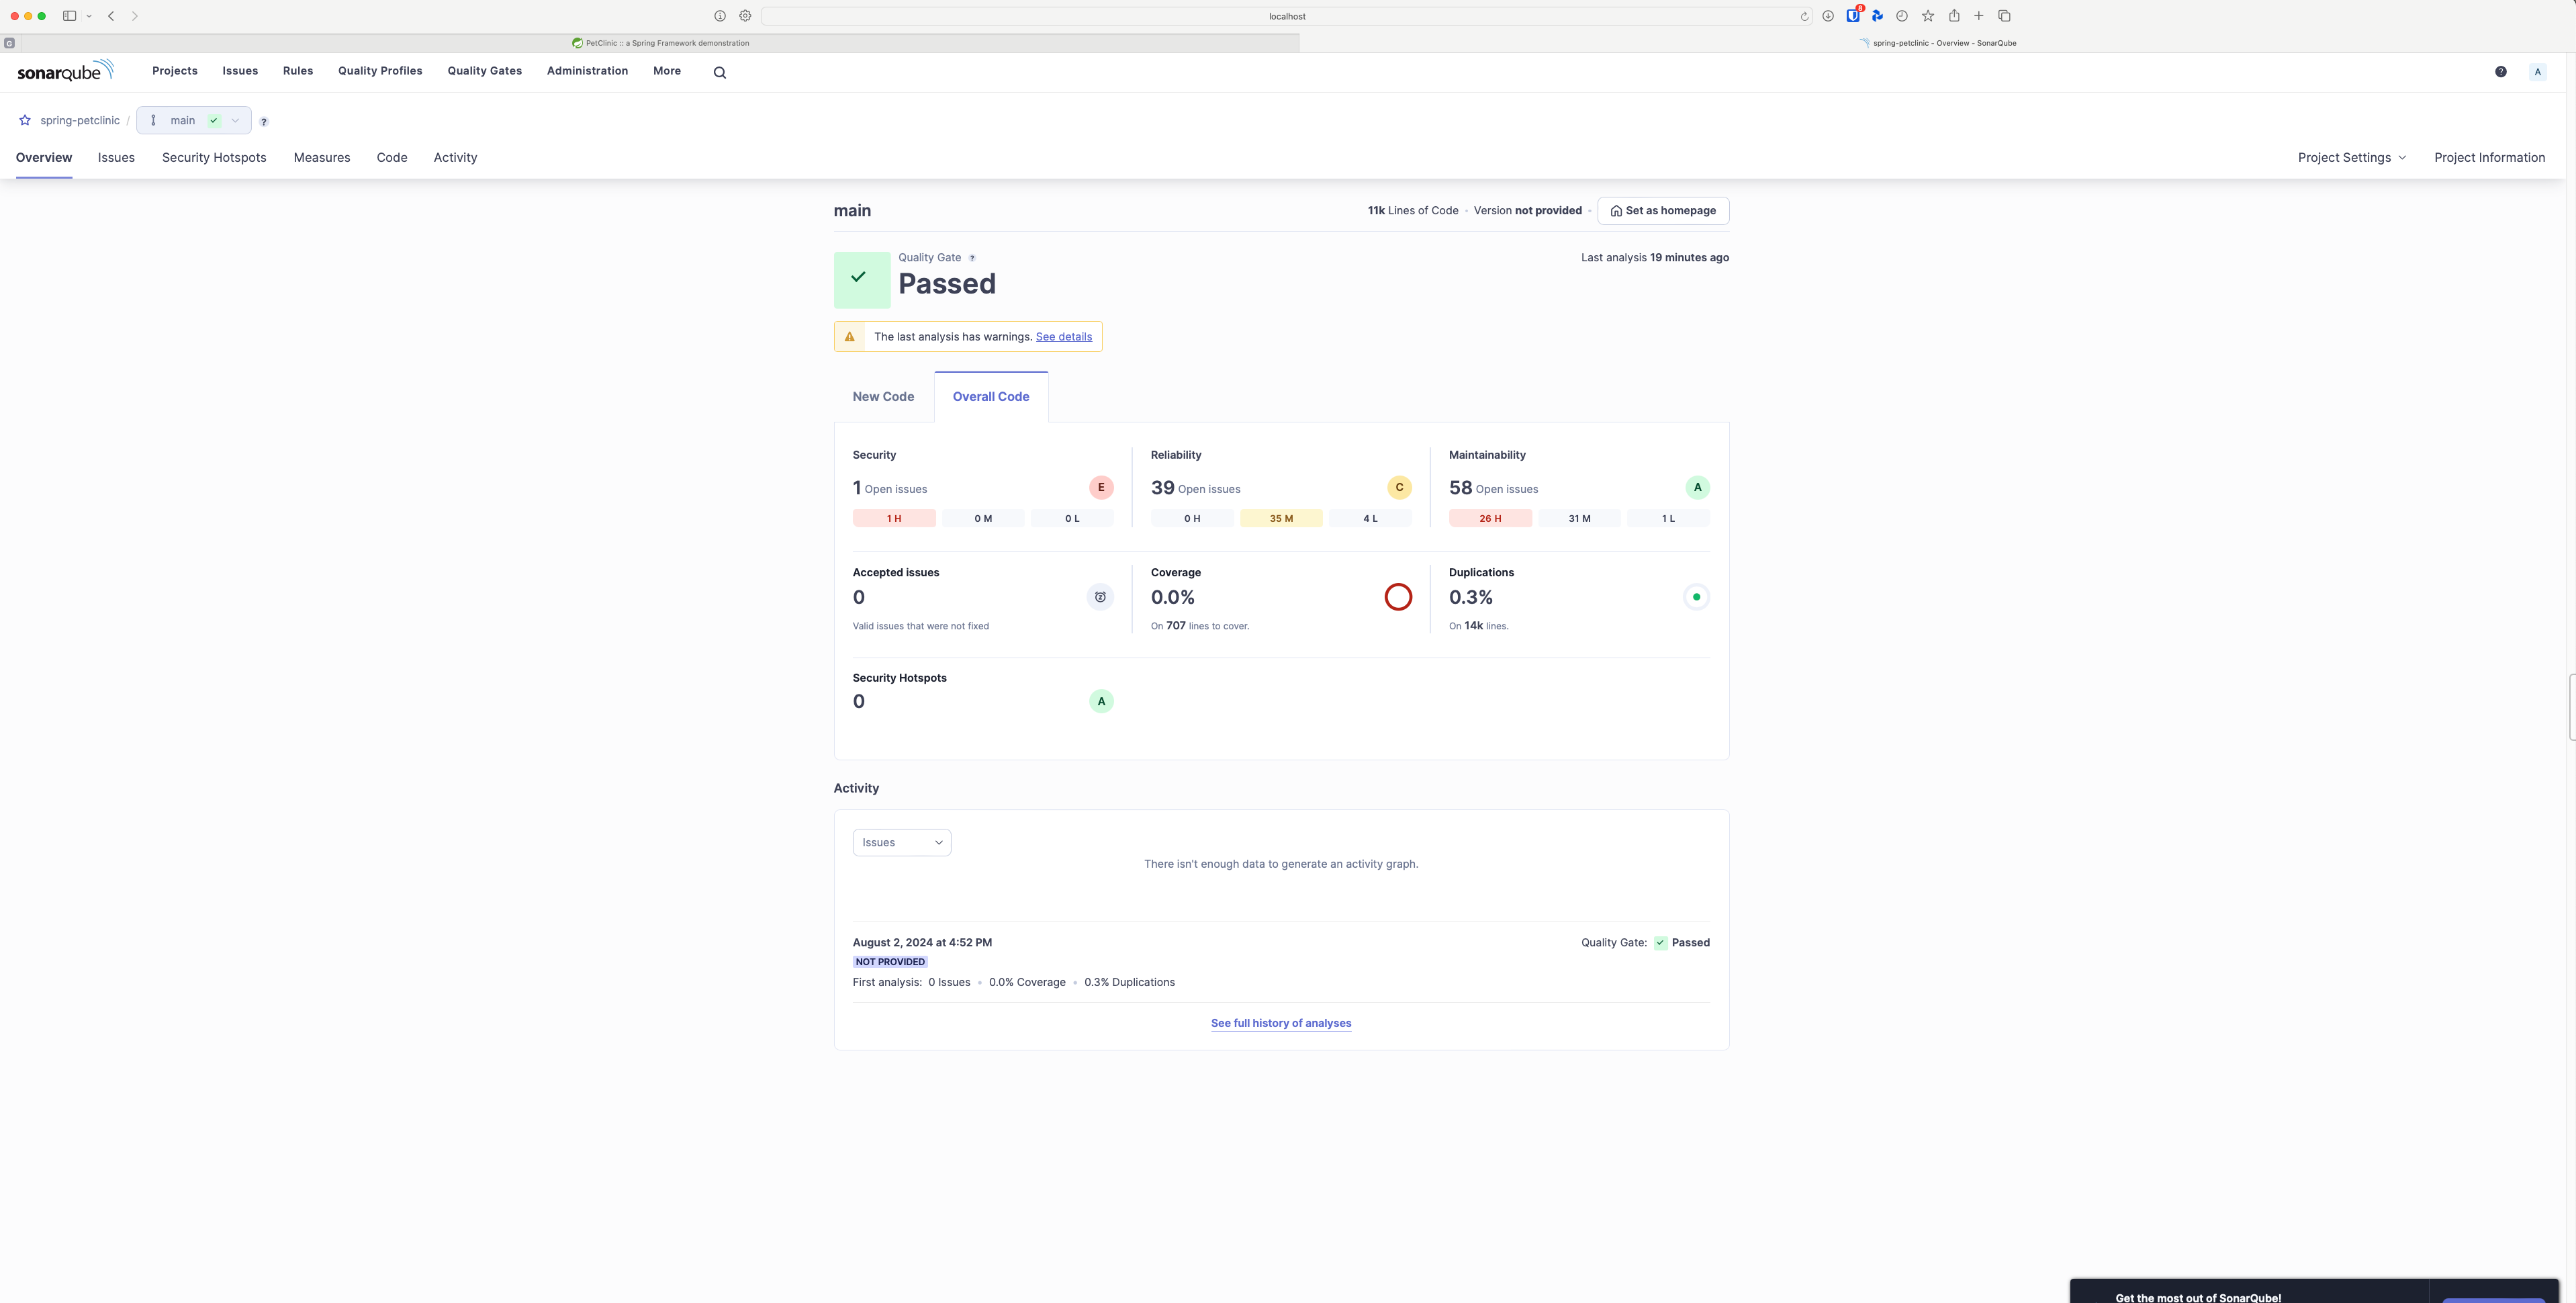 localhost
8
G
PetClinic :: a Spring Framework demonstration
spring-petclinic - Overview - SonarQube
sonarqube Projects Issues Rules Quality Profiles Quality Gates Administration More ? A
spring-petclinic / main ?
Overview Issues Security Hotspots Measures Code Activity Project Settings Project Information
main 11k Lines of Code • Version not provided • Set as homepage
Quality Gate ? Last analysis 19 minutes ago
Passed
The last analysis has warnings. See details
New Code Overall Code
Security Reliability Maintainability
1 Open issues E 39 Open issues C 58 Open issues A
1 H 0 M 0 L 0 H 35 M 4 L 26 H 31 M 1 L
Accepted issues Coverage Duplications
0 0.0% 0.3%
Valid issues that were not fixed On 707 lines to cover. On 14k lines.
Security Hotspots
0 A
Activity
Issues
There isn't enough data to generate an activity graph.
August 2, 2024 at 4:52 PM Quality Gate: Passed
NOT PROVIDED
First analysis: 0 Issues • 0.0% Coverage • 0.3% Duplications
See full history of analyses
Get the most out of SonarQube!